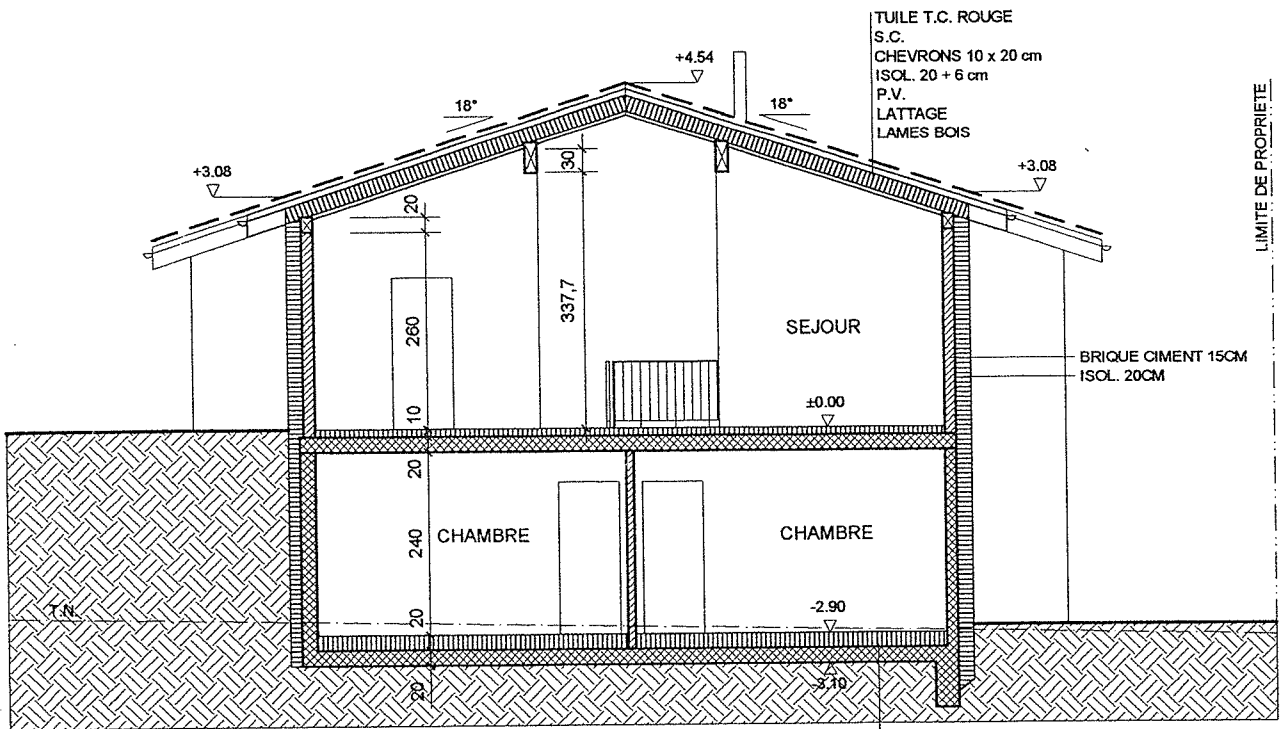 TUILE T.C. ROUGE
S.C.
CHEVRONS 10 x 20 cm
ISOL. 20 + 6 cm
P.V.
LATTAGE
LAMES BOIS
+4.54
18°
18°
LIMITE DE PROPRIETE
+3.08
+3.08
30
20
337,7
260
SEJOUR
BRIQUE CIMENT 15CM
ISOL. 20CM
±0.00
10
20
CHAMBRE
CHAMBRE
240
T.N.
-2.90
20
-3.10
20